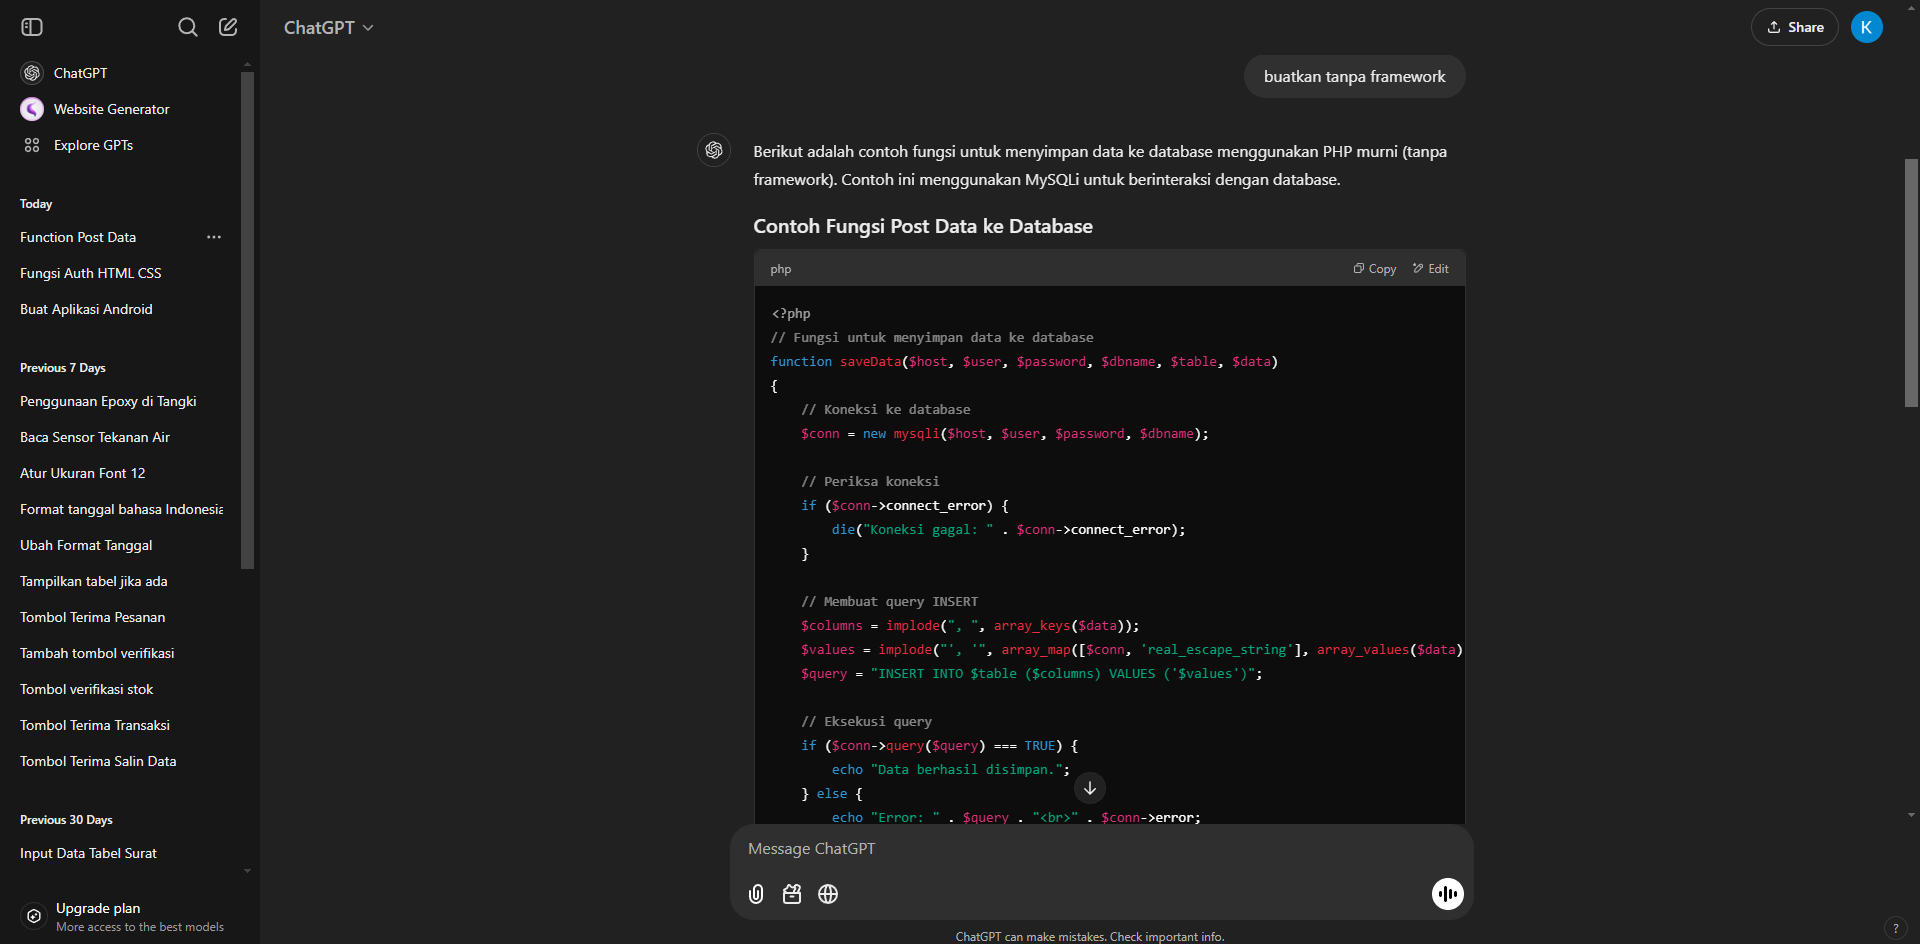 ChatGPT
Website Generator
Explore GPTs
Today
Function Post Data
Fungsi Auth HTML CSS
Buat Aplikasi Android
Previous 7 Days
Penggunaan Epoxy di Tangki
Baca Sensor Tekanan Air
Atur Ukuran Font 12
Format tanggal bahasa Indonesia
Ubah Format Tanggal
Tampilkan tabel jika ada
Tombol Terima Pesanan
Tambah tombol verifikasi
Tombol verifikasi stok
Tombol Terima Transaksi
Tombol Terima Salin Data
Previous 30 Days
Input Data Tabel Surat
Upgrade plan
More access to the best models
ChatGPT
Share
K
buatkan tanpa framework
Berikut adalah contoh fungsi untuk menyimpan data ke database menggunakan PHP murni (tanpa
framework). Contoh ini menggunakan MySQLi untuk berinteraksi dengan database.
Contoh Fungsi Post Data ke Database
php Copy Edit
<?php
// Fungsi untuk menyimpan data ke database
function saveData($host, $user, $password, $dbname, $table, $data)
{
    // Koneksi ke database
    $conn = new mysqli($host, $user, $password, $dbname);
    // Periksa koneksi
    if ($conn->connect_error) {
        die("Koneksi gagal: " . $conn->connect_error);
    }
    // Membuat query INSERT
    $columns = implode(", ", array_keys($data));
    $values = implode("', '", array_map([$conn, 'real_escape_string'], array_values($data)
    $query = "INSERT INTO $table ($columns) VALUES ('$values')";
    // Eksekusi query
    if ($conn->query($query) === TRUE) {
        echo "Data berhasil disimpan.";
    } else {
        echo "Error: " . $query . "<br>" . $conn->error;
Message ChatGPT
ChatGPT can make mistakes. Check important info.
?